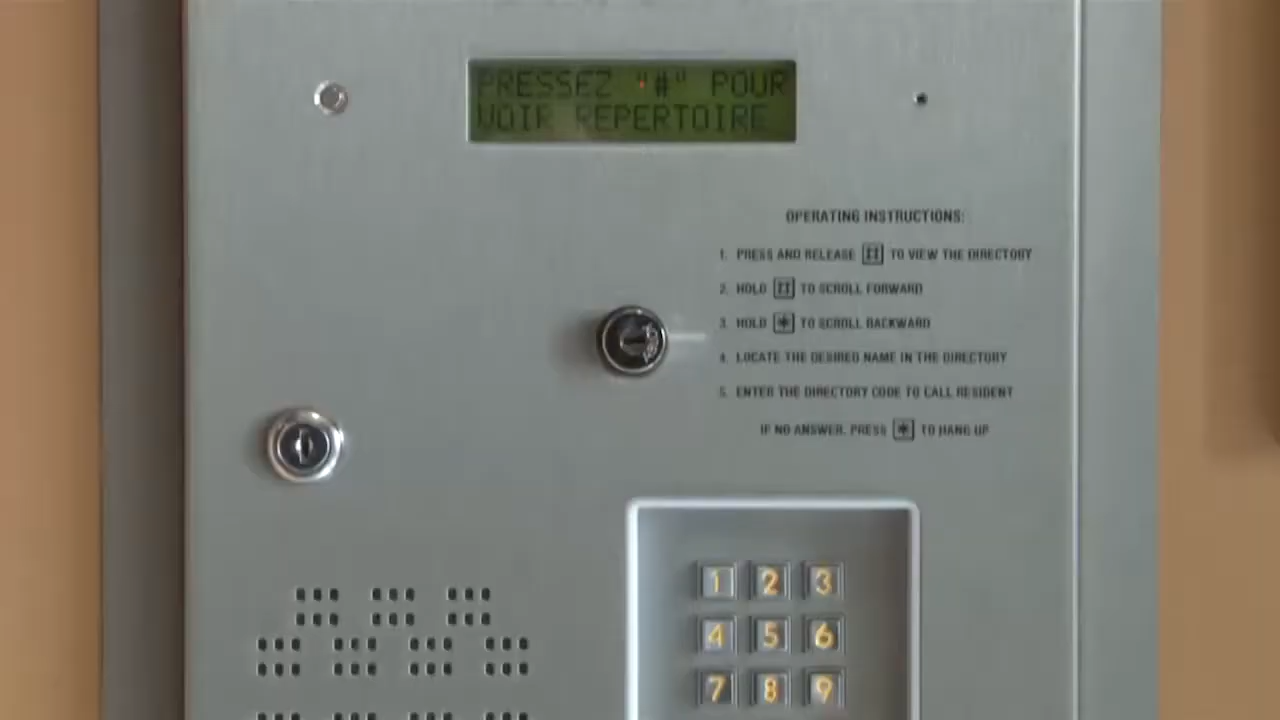 PRESSEZ "#" POUR
VOIR REPERTOIRE
OPERATING INSTRUCTIONS:
1. PRESS AND RELEASE # TO VIEW THE DIRECTORY
2. HOLD # TO SCROLL FORWARD
3. HOLD * TO SCROLL BACKWARD
4. LOCATE THE DESIRED NAME IN THE DIRECTORY
5. ENTER THE DIRECTORY CODE TO CALL RESIDENT
IF NO ANSWER, PRESS * TO HANG UP
1 2 3
4 5 6
7 8 9